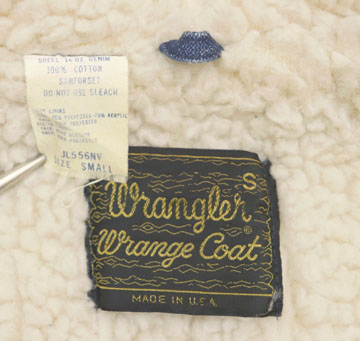 SHELL 14 OZ. DENIM
100% COTTON
SANFORSET
DO NOT USE BLEACH
JL556NV
SIZE SMALL
S
Wrangler®
Wrange Coat
MADE IN U.S.A.